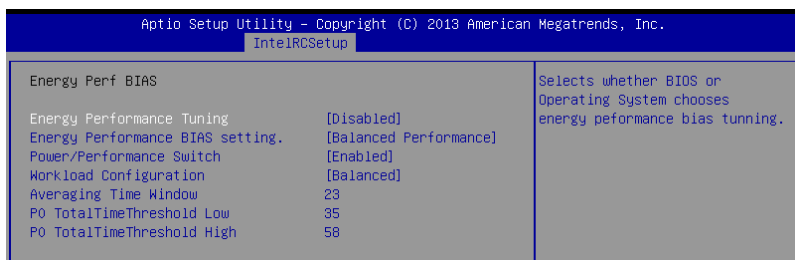 Aptio Setup Utility – Copyright (C) 2013 American Megatrends, Inc.
IntelRCSetup
Energy Perf BIAS
Energy Performance Tuning [Disabled]
Energy Performance BIAS setting. [Balanced Performance]
Power/Performance Switch [Enabled]
Workload Configuration [Balanced]
Averaging Time Window 23
P0 TotalTimeThreshold Low 35
P0 TotalTimeThreshold High 58
Selects whether BIOS or
Operating System chooses
energy peformance bias tunning.